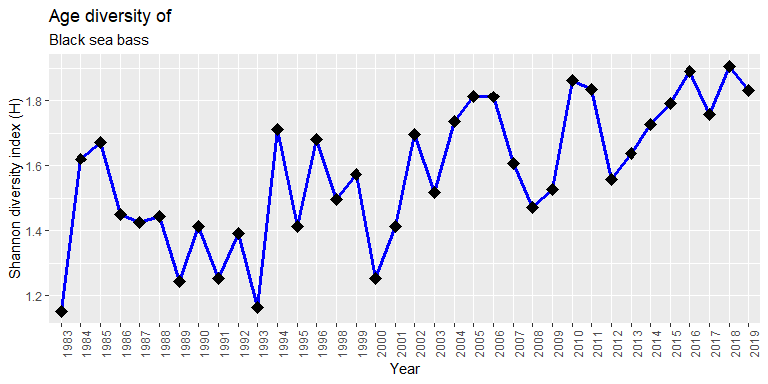 Age diversity of
Black sea bass
Shannon diversity index (H)
1.8
1.6
1.4
1.2
1983 1984 1985 1986 1987 1988 1989 1990 1991 1992 1993 1994 1995 1996 1998 1999 2000 2001 2002 2003 2004 2005 2006 2007 2008 2009 2010 2011 2012 2013 2014 2015 2016 2017 2018 2019
Year